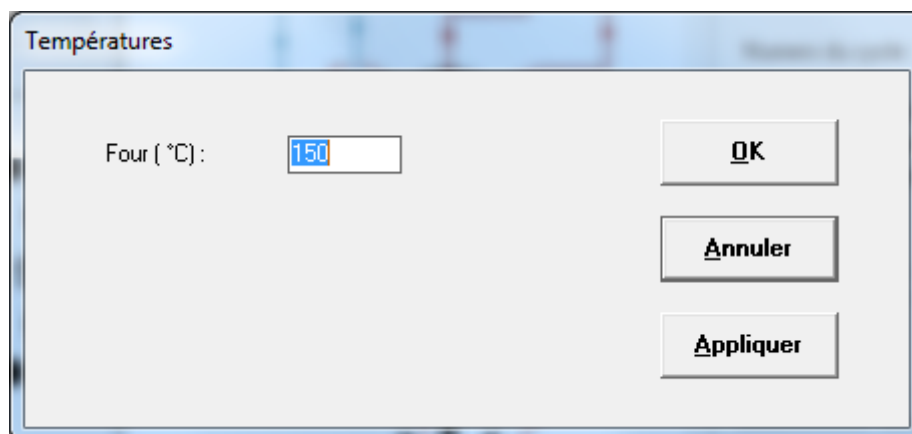 Températures
Four ( °C) :
150
OK
Annuler
Appliquer